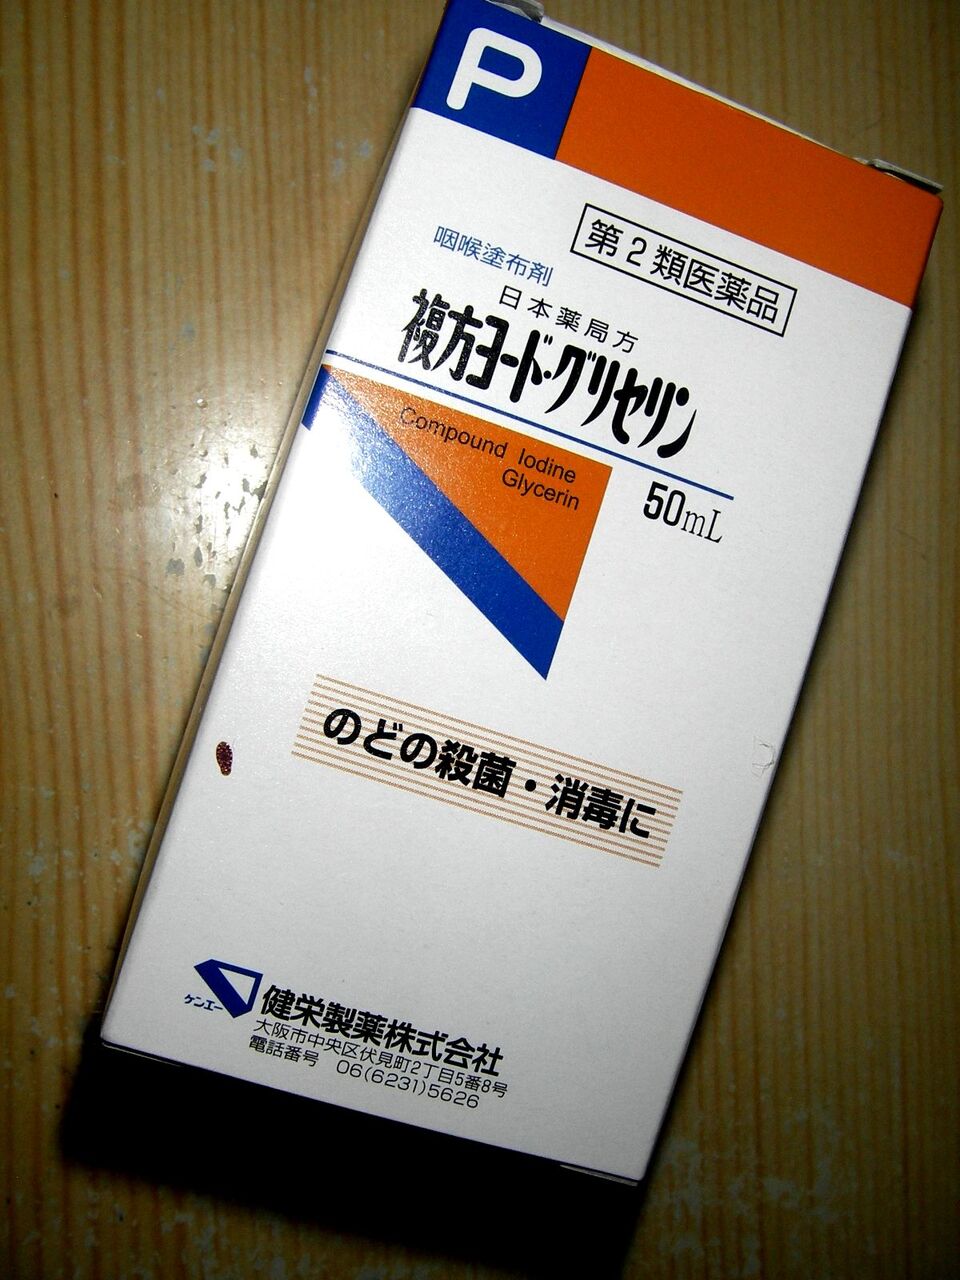 P
第2類医薬品
咽喉塗布剤
日本薬局方
複方ヨード・グリセリン
Compound Iodine
Glycerin
50mL
のどの殺菌・消毒に
ケンエー
健栄製薬株式会社
大阪市中央区伏見町2丁目5番8号
電話番号 06(6231)5626